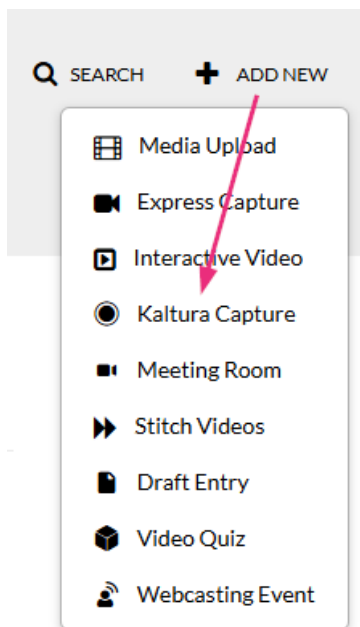 SEARCH ADD NEW
Media Upload
Express Capture
Interactive Video
Kaltura Capture
Meeting Room
Stitch Videos
Draft Entry
Video Quiz
Webcasting Event